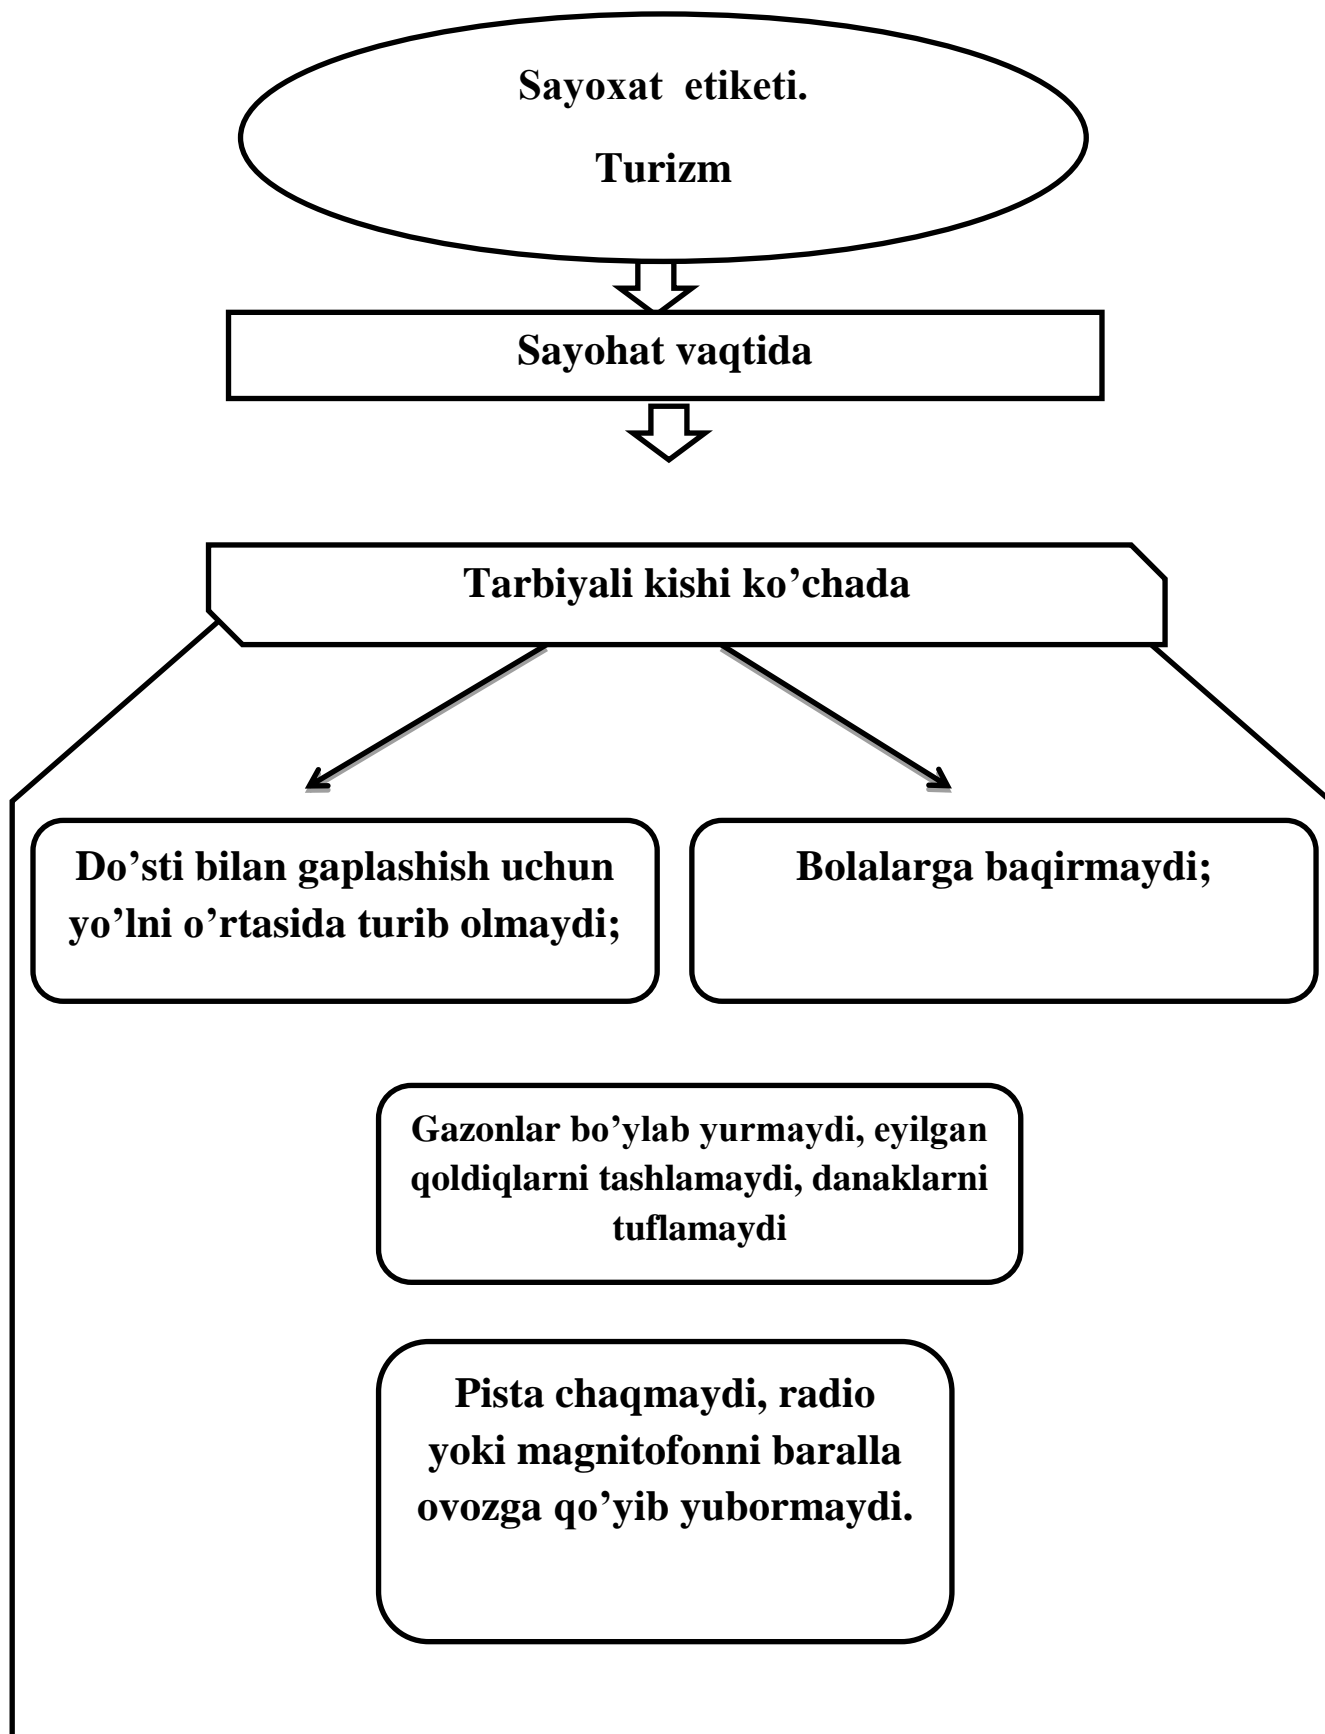 Sayoxat  etiketi.
Turizm
Sayohat vaqtida
Tarbiyali kishi ko’chada
Do’sti bilan gaplashish uchun
yo’lni o’rtasida turib olmaydi;
Bolalarga baqirmaydi;
Gazonlar bo’ylab yurmaydi, eyilgan
qoldiqlarni tashlamaydi, danaklarni
tuflamaydi
Pista chaqmaydi, radio
yoki magnitofonni baralla
ovozga qo’yib yubormaydi.